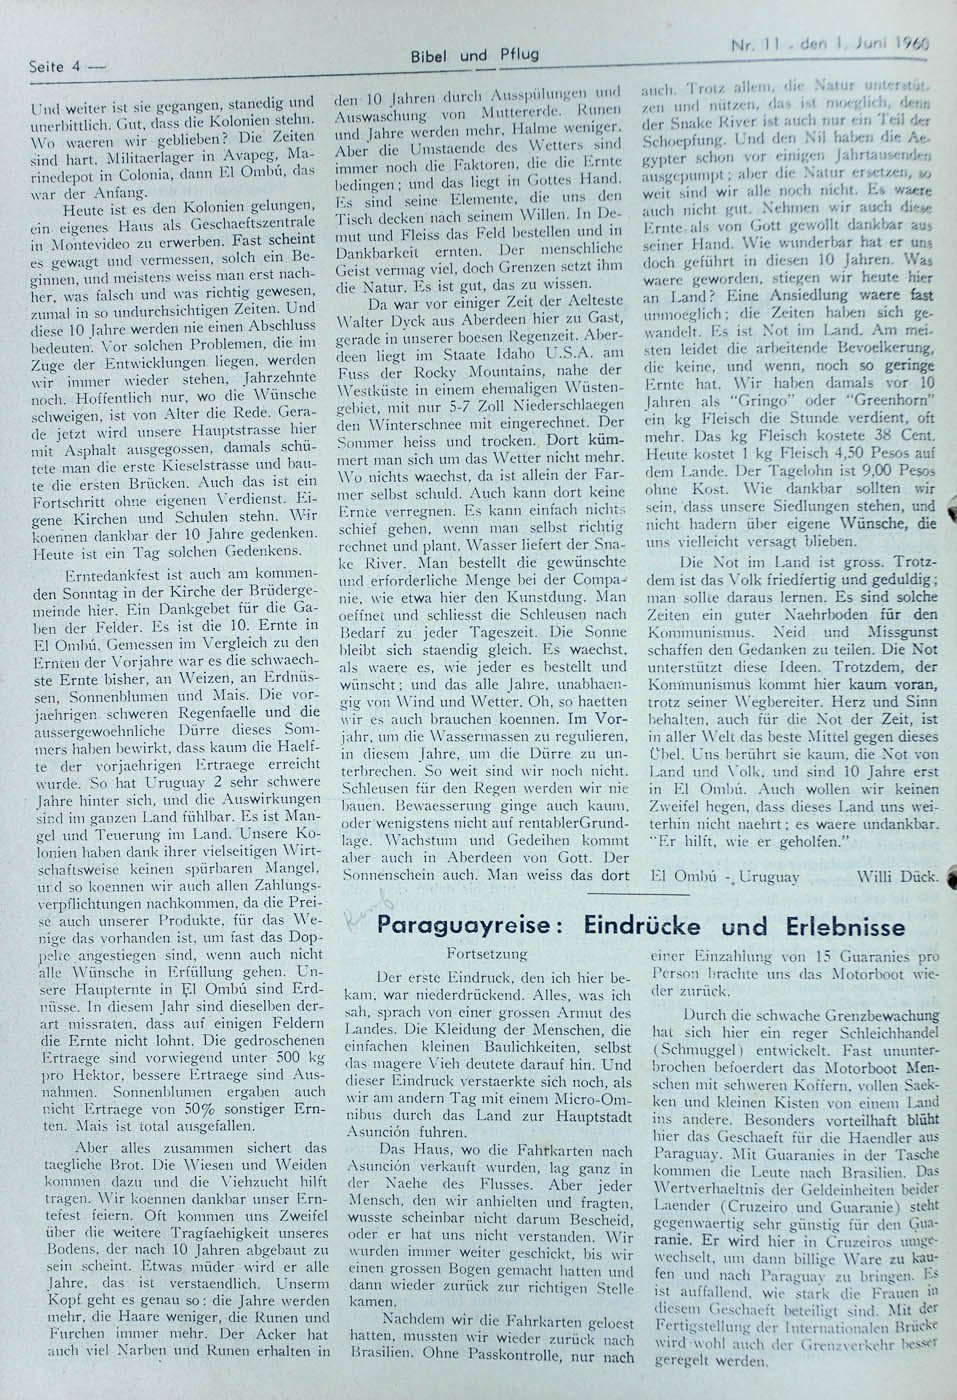 Seite 4 —
Bibel und Pflug
Nr. 11 - den 1. Juni 1960
Und weiter ist sie gegangen, stanedig und
unerbittlich. Gut, dass die Kolonien stehn.
Wo waeren wir geblieben? Die Zeiten
sind hart. Militaerlager in Avapeg, Ma-
rinedepot in Colonia, dann El Ombú, das
war der Anfang.
Heute ist es den Kolonien gelungen,
ein eigenes Haus als Geschaeftszentrale
in Montevideo zu erwerben. Fast scheint
es gewagt und vermessen, solch ein Be-
ginnen, und meistens weiss man erst nach-
her, was falsch und was richtig gewesen,
zumal in so undurchsichtigen Zeiten. Und
diese 10 Jahre werden nie einen Abschluss
bedeuten. Vor solchen Problemen, die im
Zuge der Entwicklungen liegen, werden
wir immer wieder stehen, Jahrzehnte
noch. Hoffentlich nur, wo die Wünsche
schweigen, ist von Alter die Rede. Gera-
de jetzt wird unsere Hauptstrasse hier
mit Asphalt ausgegossen, damals schü-
tete man die erste Kieselstrasse und bau-
te die ersten Brücken. Auch das ist ein
Fortschritt ohne eigenen Verdienst. Ei-
gene Kirchen und Schulen stehn. Wir
koennen dankbar der 10 Jahre gedenken.
Heute ist ein Tag solchen Gedenkens.
Erntedankfest ist auch am kommen-
den Sonntag in der Kirche der Brüderge-
meinde hier. Ein Dankgebet für die Ga-
ben der Felder. Es ist die 10. Ernte in
El Ombú. Gemessen im Vergleich zu den
Ernten der Vorjahre war es die schwaech-
ste Ernte bisher, an Weizen, an Erdnüs-
sen, Sonnenblumen und Mais. Die vor-
jaehrigen schweren Regenfaelle und die
aussergewoehnliche Dürre dieses Som-
mers haben bewirkt, dass kaum die Haelf-
te der vorjaehrigen Ertraege erreicht
wurde. So hat Uruguay 2 sehr schwere
Jahre hinter sich, und die Auswirkungen
sind im ganzen Land fühlbar. Es ist Man-
gel und Teuerung im Land. Unsere Ko-
lonien haben dank ihrer vielseitigen Wirt-
schaftsweise keinen spürbaren Mangel,
und so koennen wir auch allen Zahlungs-
verpflichtungen nachkommen, da die Prei-
se auch unserer Produkte, für das We-
nige das vorhanden ist, um fast das Dop-
pelte angestiegen sind, wenn auch nicht
alle Wünsche in Erfüllung gehen. Un-
sere Haupternte in El Ombú sind Erd-
nüsse. In diesem Jahr sind dieselben der-
art missraten, dass auf einigen Feldern
die Ernte nicht lohnt. Die gedroschenen
Ertraege sind vorwiegend unter 500 kg
pro Hektor, bessere Ertraege sind Aus-
nahmen. Sonnenblumen ergaben auch
nicht Ertraege von 50% sonstiger Ern-
ten. Mais ist total ausgefallen.
Aber alles zusammen sichert das
taegliche Brot. Die Wiesen und Weiden
kommen dazu und die Viehzucht hilft
tragen. Wir koennen dankbar unser Ern-
tefest feiern. Oft kommen uns Zweifel
über die weitere Tragfaehigkeit unseres
Bodens, der nach 10 Jahren abgebaut zu
sein scheint. Etwas müder wird er alle
Jahre, das ist verstaendlich. Unserm
Kopf geht es genau so: die Jahre werden
mehr, die Haare weniger, die Runen und
Furchen immer mehr. Der Acker hat
auch viel Narben und Runen erhalten in
den 10 Jahren durch Ausspülungen und
Auswaschung von Muttererde. Runen
und Jahre werden mehr, Halme weniger.
Aber die Umstaende des Wetters sind
immer noch die Faktoren, die die Ernte
bedingen; und das liegt in Gottes Hand.
Es sind seine Elemente, die uns den
Tisch decken nach seinem Willen. In De-
mut und Fleiss das Feld bestellen und in
Dankbarkeit ernten. Der menschliche
Geist vermag viel, doch Grenzen setzt ihm
die Natur. Es ist gut, das zu wissen.
Da war vor einiger Zeit der Aelteste
Walter Dyck aus Aberdeen hier zu Gast,
gerade in unserer boesen Regenzeit. Aber-
deen liegt im Staate Idaho U.S.A. am
Fuss der Rocky Mountains, nahe der
Westküste in einem ehemaligen Wüsten-
gebiet, mit nur 5-7 Zoll Niederschlaegen
den Winterschnee mit eingerechnet. Der
Sommer heiss und trocken. Dort küm-
mert man sich um das Wetter nicht mehr.
Wo nichts waechst, da ist allein der Far-
mer selbst schuld. Auch kann dort keine
Ernte verregnen. Es kann einfach nichts
schief gehen, wenn man selbst richtig
rechnet und plant. Wasser liefert der Sna-
ke River. Man bestellt die gewünschte
und erforderliche Menge bei der Compa-
nie, wie etwa hier den Kunstdung. Man
oeffnet und schliesst die Schleusen nach
Bedarf zu jeder Tageszeit. Die Sonne
bleibt sich staendig gleich. Es waechst,
als waere es, wie jeder es bestellt und
wünscht; und das alle Jahre, unabhaen-
gig von Wind und Wetter. Oh, so haetten
wir es auch brauchen koennen. Im Vor-
jahr, um die Wassermassen zu regulieren,
in diesem Jahre, um die Dürre zu un-
terbrechen. So weit sind wir noch nicht.
Schleusen für den Regen werden wir nie
bauen. Bewaesserung ginge auch kaum,
oder wenigstens nicht auf rentablerGrund-
lage. Wachstum und Gedeihen kommt
aber auch in Aberdeen von Gott. Der
Sonnenschein auch. Man weiss das dort
auch. Trotz allem, die Natur unterstüt-
zen und nützen, das ist moeglich, denn
der Snake River ist auch nur ein Teil der
Schoepfung. Und den Nil haben die Ae-
gypter schon vor einigen Jahrtausenden
ausgepumpt; aber die Natur ersetzen, so
weit sind wir alle noch nicht. Es waere
auch nicht gut. Nehmen wir auch diese
Ernte als von Gott gewollt dankbar aus
seiner Hand. Wie wunderbar hat er uns
doch geführt in diesen 10 Jahren. Was
waere geworden, stiegen wir heute hier
an Land? Eine Ansiedlung waere fast
unmoeglich; die Zeiten haben sich ge-
wandelt. Es ist Not im Land. Am mei-
sten leidet die arbeitende Bevoelkerung,
die keine, und wenn, noch so geringe
Ernte hat. Wir haben damals vor 10
Jahren als "Gringo" oder "Greenhorn"
ein kg Fleisch die Stunde verdient, oft
mehr. Das kg Fleisch kostete 38 Cent.
Heute kostet 1 kg Fleisch 4,50 Pesos auf
dem Lande. Der Tagelohn ist 9,00 Pesos
ohne Kost. Wie dankbar sollten wir
sein, dass unsere Siedlungen stehen, und
nicht hadern über eigene Wünsche, die
uns vielleicht versagt blieben.
Die Not im Land ist gross. Trotz-
dem ist das Volk friedfertig und geduldig;
man sollte daraus lernen. Es sind solche
Zeiten ein guter Naehrboden für den
Kommunismus. Neid und Missgunst
schaffen den Gedanken zu teilen. Die Not
unterstützt diese Ideen. Trotzdem, der
Kommunismus kommt hier kaum voran,
trotz seiner Wegbereiter. Herz und Sinn
behalten, auch für die Not der Zeit, ist
in aller Welt das beste Mittel gegen dieses
Übel. Uns berührt sie kaum, die Not von
Land und Volk, und sind 10 Jahre erst
in El Ombú. Auch wollen wir keinen
Zweifel hegen, dass dieses Land uns wei-
terhin nicht naehrt; es waere undankbar.
"Er hilft, wie er geholfen."
El Ombú - Uruguay Willi Dück.
Paraguayreise: Eindrücke und Erlebnisse
Fortsetzung
Der erste Eindruck, den ich hier be-
kam, war niederdrückend. Alles, was ich
sah, sprach von einer grossen Armut des
Landes. Die Kleidung der Menschen, die
einfachen kleinen Baulichkeiten, selbst
das magere Vieh deutete darauf hin. Und
dieser Eindruck verstaerkte sich noch, als
wir am andern Tag mit einem Micro-Om-
nibus durch das Land zur Hauptstadt
Asunción fuhren.
Das Haus, wo die Fahrkarten nach
Asunción verkauft wurden, lag ganz in
der Naehe des Flusses. Aber jeder
Mensch, den wir anhielten und fragten,
wusste scheinbar nicht darum Bescheid,
oder er hat uns nicht verstanden. Wir
wurden immer weiter geschickt, bis wir
einen grossen Bogen gemacht hatten und
dann wieder zurück zur richtigen Stelle
kamen.
Nachdem wir die Fahrkarten geloest
hatten, mussten wir wieder zurück nach
Brasilien. Ohne Passkontrolle, nur nach
einer Einzahlung von 15 Guaranies pro
Person brachte uns das Motorboot wie-
der zurück.
Durch die schwache Grenzbewachung
hat sich hier ein reger Schleichhandel
(Schmuggel) entwickelt. Fast ununter-
brochen befoerdert das Motorboot Men-
schen mit schweren Koffern, vollen Saek-
ken und kleinen Kisten von einem Land
ins andere. Besonders vorteilhaft blüht
hier das Geschaeft für die Haendler aus
Paraguay. Mit Guaranies in der Tasche
kommen die Leute nach Brasilien. Das
Wertverhaeltnis der Geldeinheiten beider
Laender (Cruzeiro und Guaranie) steht
gegenwaertig sehr günstig für den Gua-
ranie. Er wird hier in Cruzeiros umge-
wechselt, um dann billige Ware zu kau-
fen und nach Paraguay zu bringen. Es
ist auffallend, wie stark die Frauen in
diesem Geschaeft beteiligt sind. Mit der
Fertigstellung der Internationalen Brücke
wird wohl auch der Grenzverkehr besser
geregelt werden.